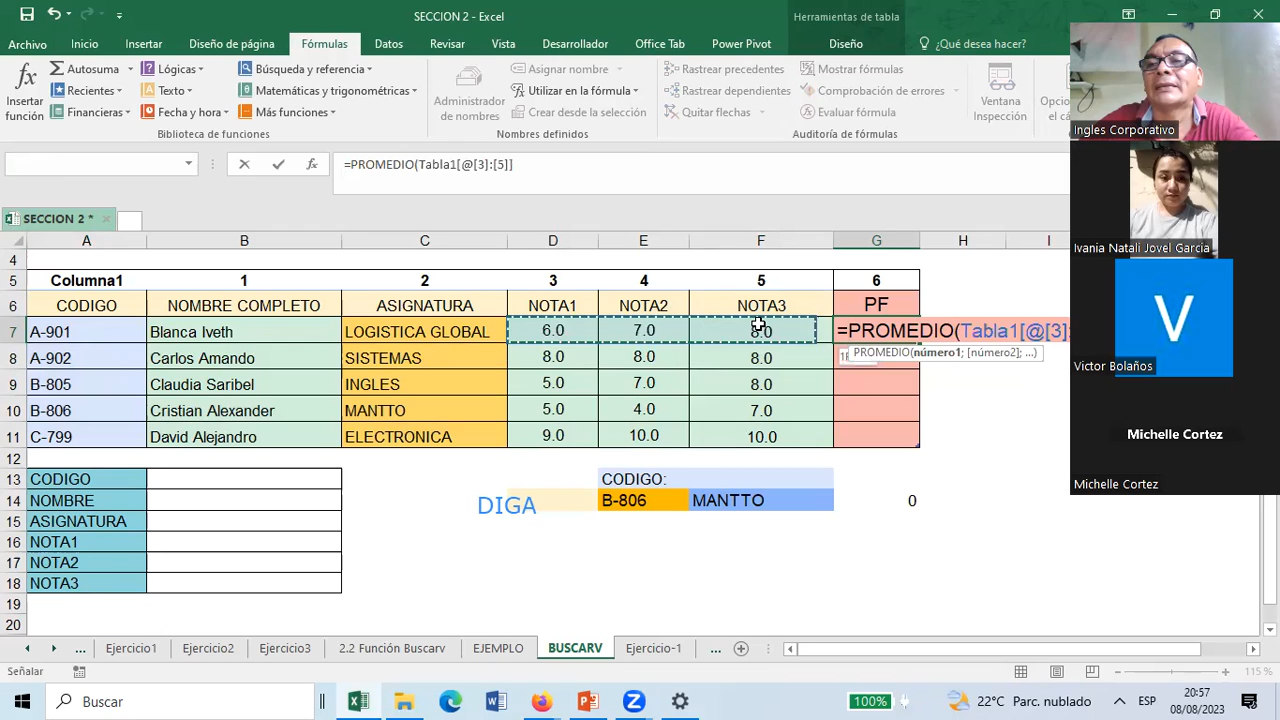 SECCION 2 - Excel
Herramientas de tabla
Archivo
Inicio
Insertar
Diseño de página
Fórmulas
Datos
Revisar
Vista
Desarrollador
Office Tab
Power Pivot
Diseño
¿Qué desea hacer?
Insertar función
Autosuma
Recientes
Financieras
Lógicas
Texto
Fecha y hora
Búsqueda y referencia
Matemáticas y trigonométricas
Más funciones
Biblioteca de funciones
Administrador de nombres
Asignar nombre
Utilizar en la fórmula
Crear desde la selección
Nombres definidos
Rastrear precedentes
Rastrear dependientes
Quitar flechas
Mostrar fórmulas
Comprobación de errores
Evaluar fórmula
Auditoría de fórmulas
Ventana Inspección
Opcio
de cá
Cál
=PROMEDIO(Tabla1[@[3]:[5]]
SECCION 2 *
A B C D E F G H I
4
5 Columna1 1 2 3 4 5 6
6 CODIGO NOMBRE COMPLETO ASIGNATURA NOTA1 NOTA2 NOTA3 PF
7 A-901 Blanca Iveth LOGISTICA GLOBAL 6.0 7.0 =PROMEDIO(Tabla1[@[3]:
PROMEDIO(número1; [número2]; ...)
8 A-902 Carlos Amando SISTEMAS 8.0 8.0 8.0
9 B-805 Claudia Saribel INGLES 5.0 7.0 8.0
10 B-806 Cristian Alexander MANTTO 5.0 4.0 7.0
11 C-799 David Alejandro ELECTRONICA 9.0 10.0 10.0
12
13 CODIGO CODIGO:
14 NOMBRE DIGA B-806 MANTTO 0
15 ASIGNATURA
16 NOTA1
17 NOTA2
18 NOTA3
19
20
... Ejercicio1 Ejercicio2 Ejercicio3 2.2 Función Buscarv EJEMPLO BUSCARV Ejercicio-1 ...
Señalar
115 %
Ingles Corporativo
Ivania Natali Jovel Garcia
V
Victor Bolaños
Michelle Cortez
Michelle Cortez
Buscar
100%
22°C Parc. nublado
ESP
20:57
08/08/2023